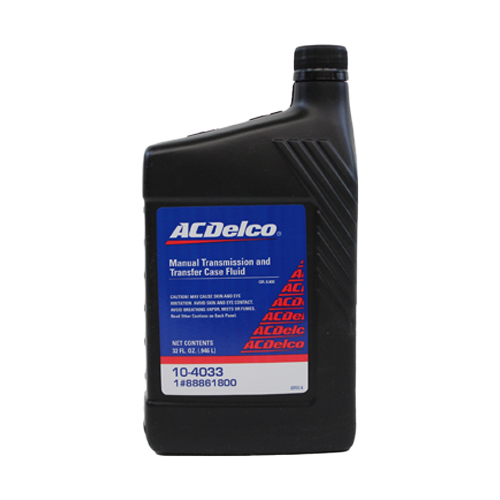 ACDelco®
Manual Transmission and
Transfer Case Fluid
CAUTION! MAY CAUSE SKIN AND EYE
IRRITATION. AVOID SKIN AND EYE CONTACT.
AVOID BREATHING VAPOR, MISTS OR FUMES.
Read Other Cautions on Back Panel.
ACDelco
ACDelco
ACDelco
ACDelco
NET CONTENTS
32 FL. OZ. (.946 L)
10-4033
1#88861800